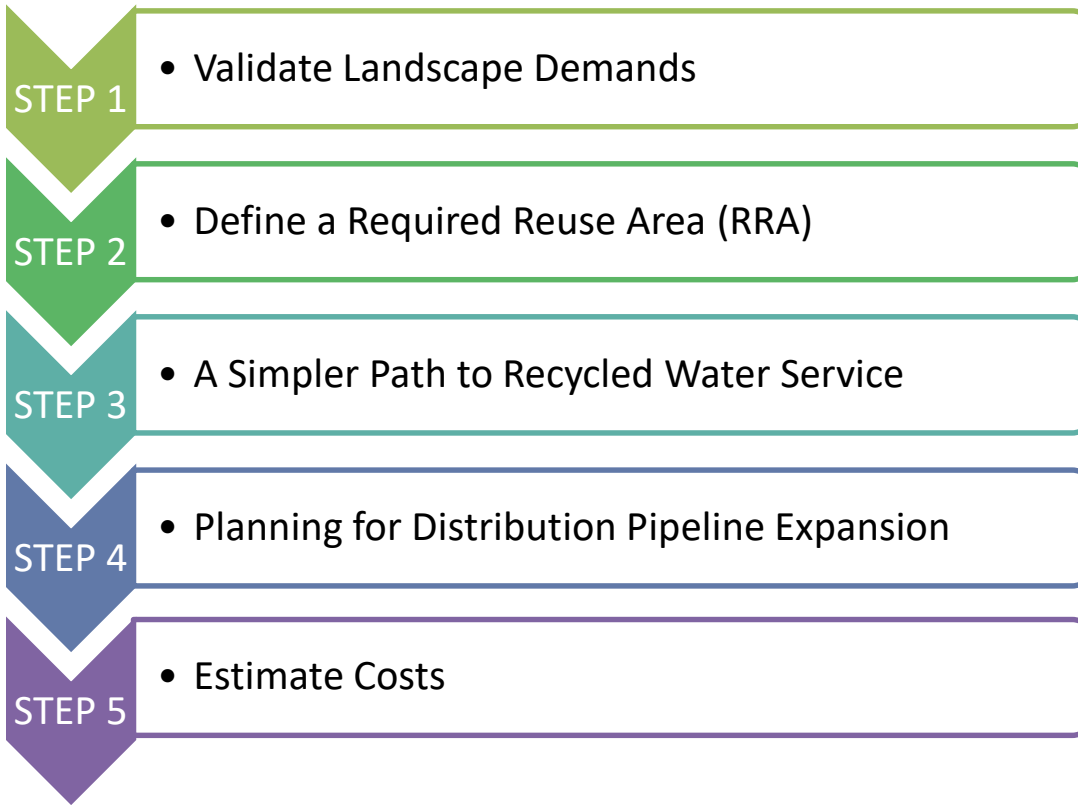 STEP 1
• Validate Landscape Demands
STEP 2
• Define a Required Reuse Area (RRA)
STEP 3
• A Simpler Path to Recycled Water Service
STEP 4
• Planning for Distribution Pipeline Expansion
STEP 5
• Estimate Costs